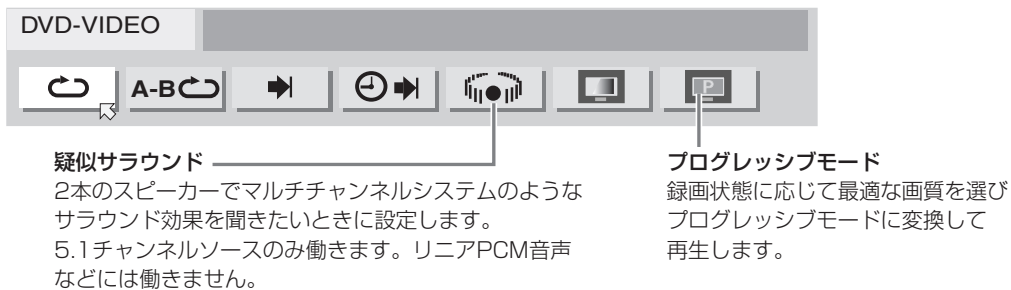 DVD-VIDEO
A-B
P
疑似サラウンド
2本のスピーカーでマルチチャンネルシステムのような
サラウンド効果を聞きたいときに設定します。
5.1チャンネルソースのみ働きます。リニアPCM音声
などには働きません。
プログレッシブモード
録画状態に応じて最適な画質を選び
プログレッシブモードに変換して
再生します。